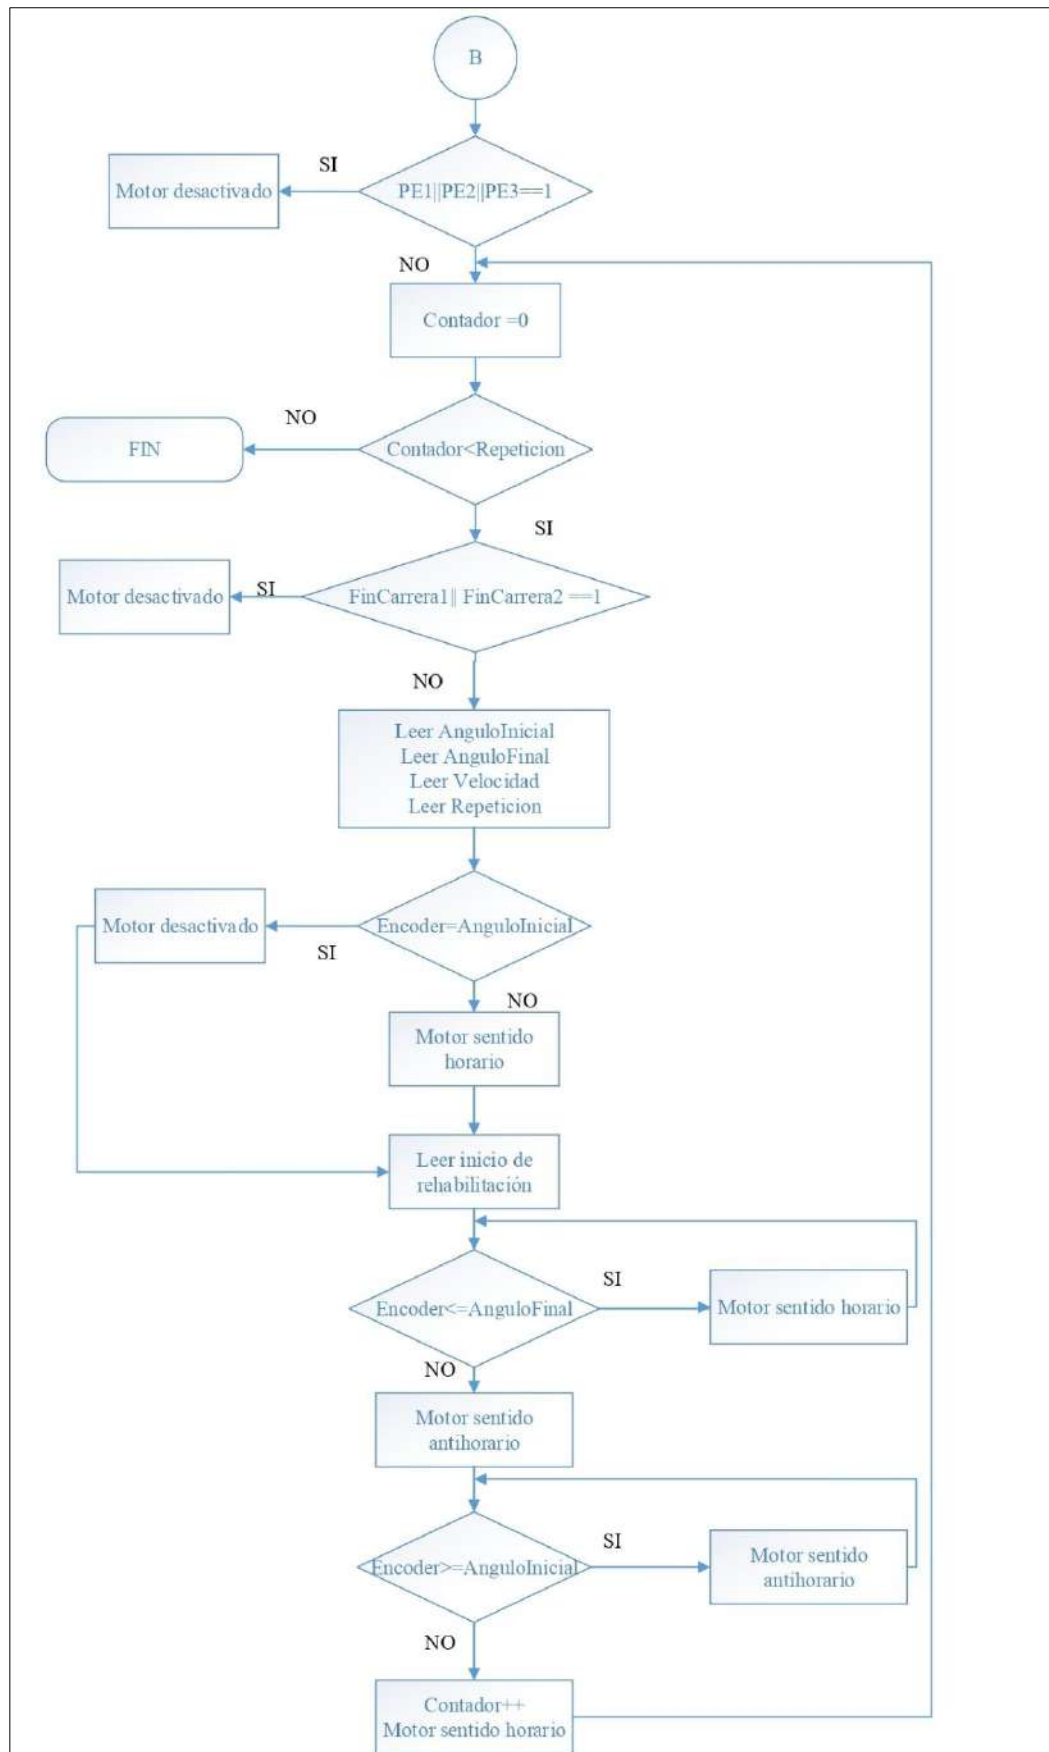 B
SI
Motor desactivado
PE1||PE2||PE3==1
NO
Contador =0
NO
FIN
Contador<Repeticion
SI
Motor desactivado
SI
FinCarrera1|| FinCarrera2 ==1
NO
Leer AnguloInicial
Leer AnguloFinal
Leer Velocidad
Leer Repeticion
Motor desactivado
Encoder=AnguloInicial
SI
NO
Motor sentido
horario
Leer inicio de
rehabilitación
SI
Encoder<=AnguloFinal
Motor sentido horario
NO
Motor sentido
antihorario
SI
Encoder>=AnguloInicial
Motor sentido
antihorario
NO
Contador++
Motor sentido horario